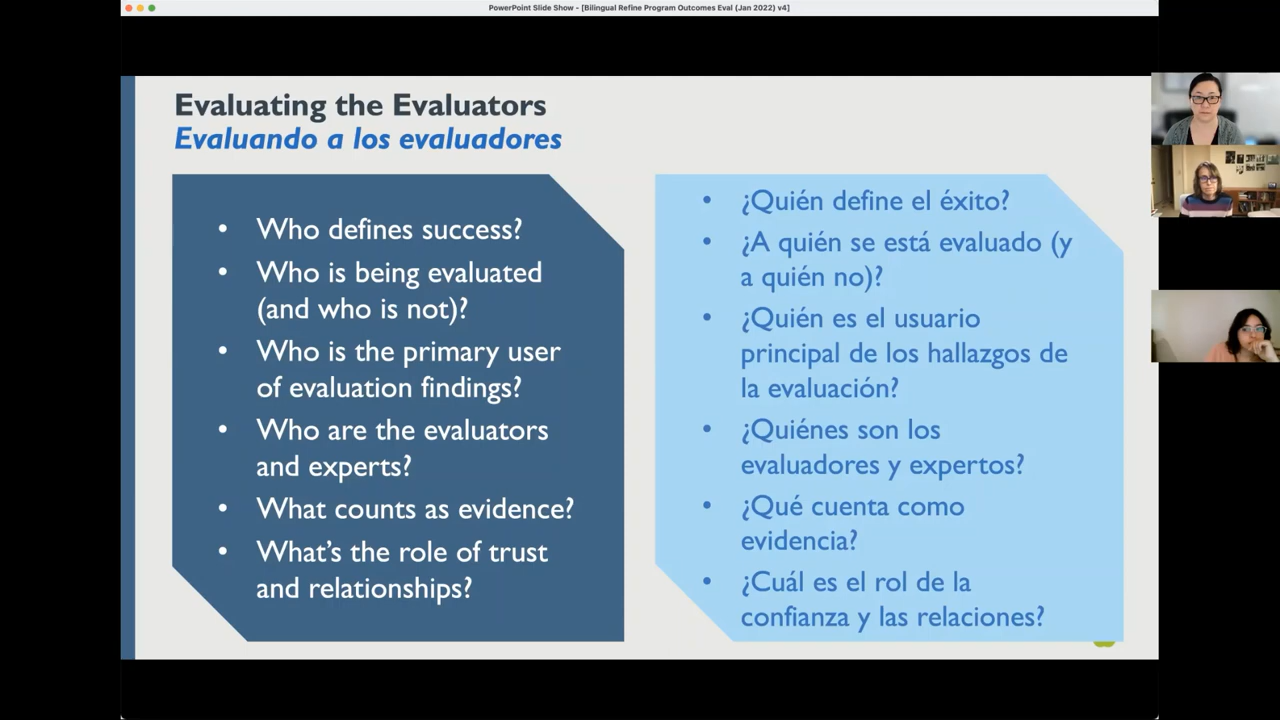 PowerPoint Slide Show - [Bilingual Refine Program Outcomes Eval (Jan 2022) v4]
Evaluating the Evaluators
Evaluando a los evaluadores
• Who defines success?
• Who is being evaluated
(and who is not)?
• Who is the primary user
of evaluation findings?
• Who are the evaluators
and experts?
• What counts as evidence?
• What's the role of trust
and relationships?
• ¿Quién define el éxito?
• ¿A quién se está evaluado (y
a quién no)?
• ¿Quién es el usuario
principal de los hallazgos de
la evaluación?
• ¿Quiénes son los
evaluadores y expertos?
• ¿Qué cuenta como
evidencia?
• ¿Cuál es el rol de la
confianza y las relaciones?